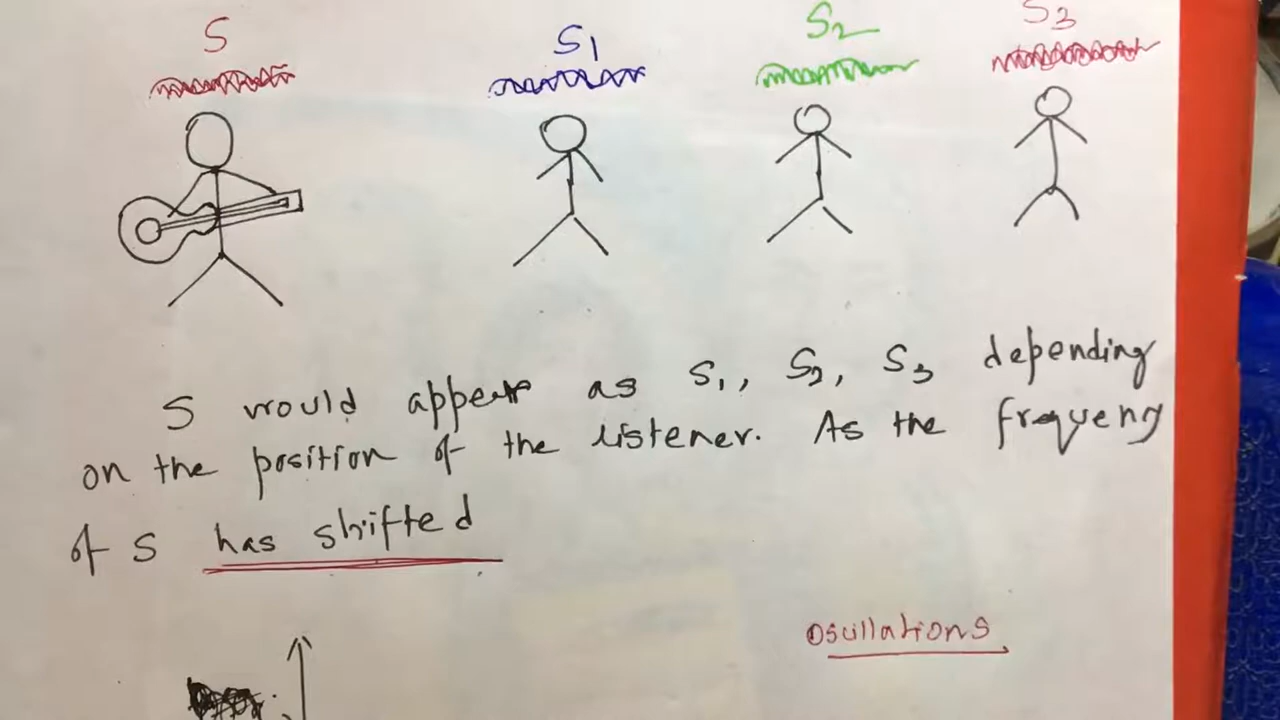 S
S1
S2
S3
S would appear as S1, S2, S3 depending
on the position of the listener. As the frequency
of S has shifted
Oscillations